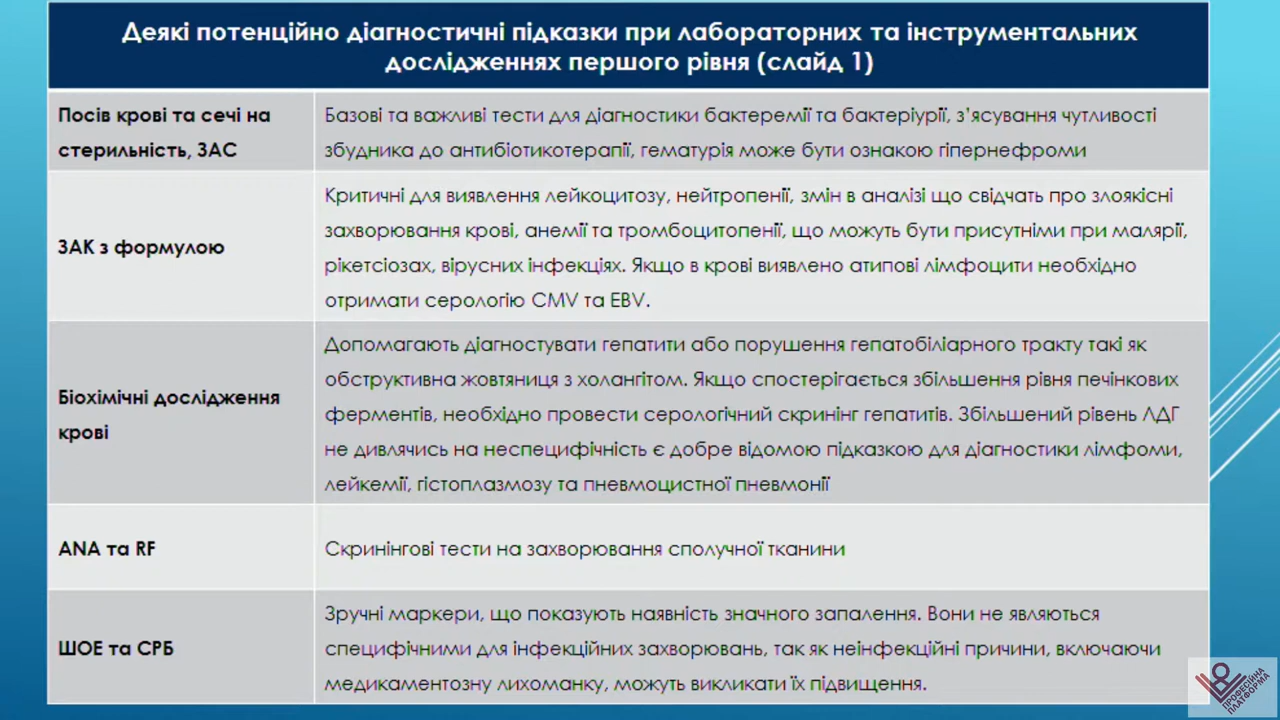 Деякі потенційно діагностичні підказки при лабораторних та інструментальних
дослідженнях першого рівня (слайд 1)
Посів крові та сечі на
стерильність, ЗАС
Базові та важливі тести для діагностики бактеремії та бактеріурії, з’ясування чутливості
збудника до антибіотикотерапії, гематурія може бути ознакою гіпернефроми
ЗАК з формулою
Критичні для виявлення лейкоцитозу, нейтропенії, змін в аналізі що свідчать про злоякісні
захворювання крові, анемії та тромбоцитопенії, що можуть бути присутніми при малярії,
рікетсіозах, вірусних інфекціях. Якщо в крові виявлено атипові лімфоцити необхідно
отримати серологію CMV та EBV.
Біохімічні дослідження
крові
Допомагають діагностувати гепатити або порушення гепатобіліарного тракту такі як
обструктивна жовтяниця з холангітом. Якщо спостерігається збільшення рівня печінкових
ферментів, необхідно провести серологічний скринінг гепатитів. Збільшений рівень ЛДГ
не дивлячись на неспецифічність є добре відомою підказкою для діагностики лімфоми,
лейкемії, гістоплазмозу та пневмоцистної пневмонії
ANA та RF
Скринінгові тести на захворювання сполучної тканини
ШОЕ та СРБ
Зручні маркери, що показують наявність значного запалення. Вони не являються
специфічними для інфекційних захворювань, так як неінфекційні причини, включаючи
медикаментозну лихоманку, можуть викликати їх підвищення.
ПРОФЕСІЙНА
ПЛАТФОРМА